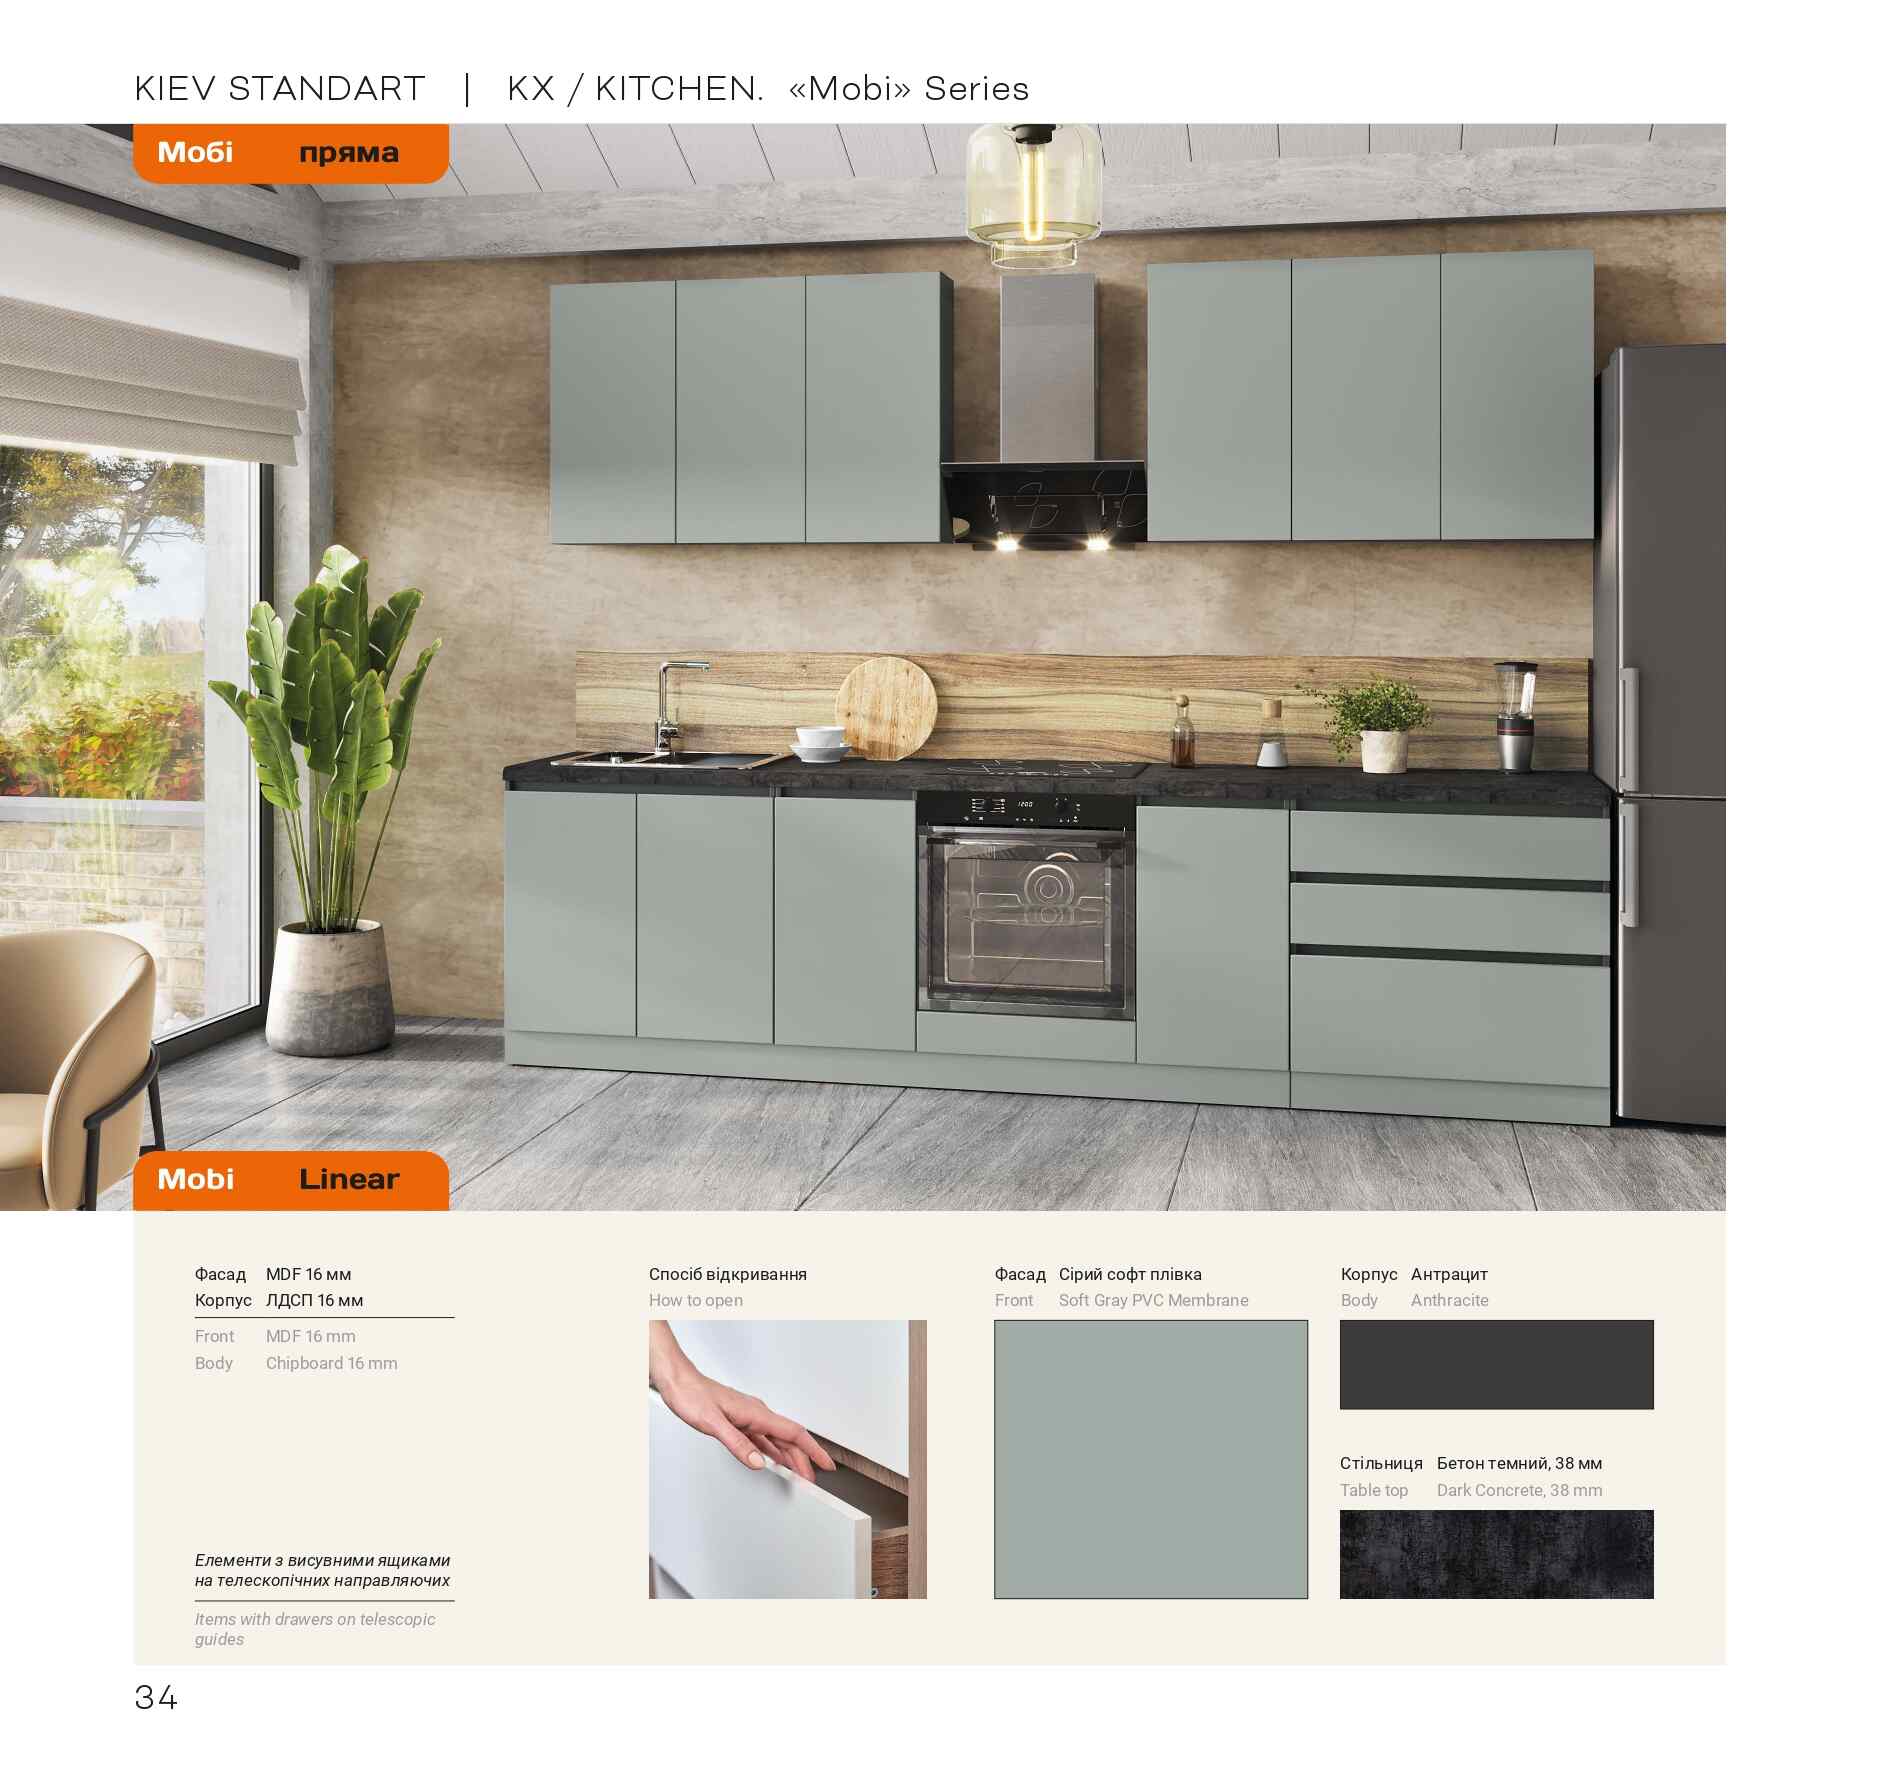 KIEV STANDART | KX / KITCHEN. «Mobi» Series
Мобі пряма
1200
Mobi Linear
Фасад MDF 16 мм
Корпус ЛДСП 16 мм
Front MDF 16 mm
Body Chipboard 16 mm
Елементи з висувними ящиками
на телескопічних направляючих
Items with drawers on telescopic
guides
Спосіб відкривання
How to open
Фасад Сірий софт плівка
Front Soft Gray PVC Membrane
Корпус Антрацит
Body Anthracite
Стільниця Бетон темний, 38 мм
Table top Dark Concrete, 38 mm
34